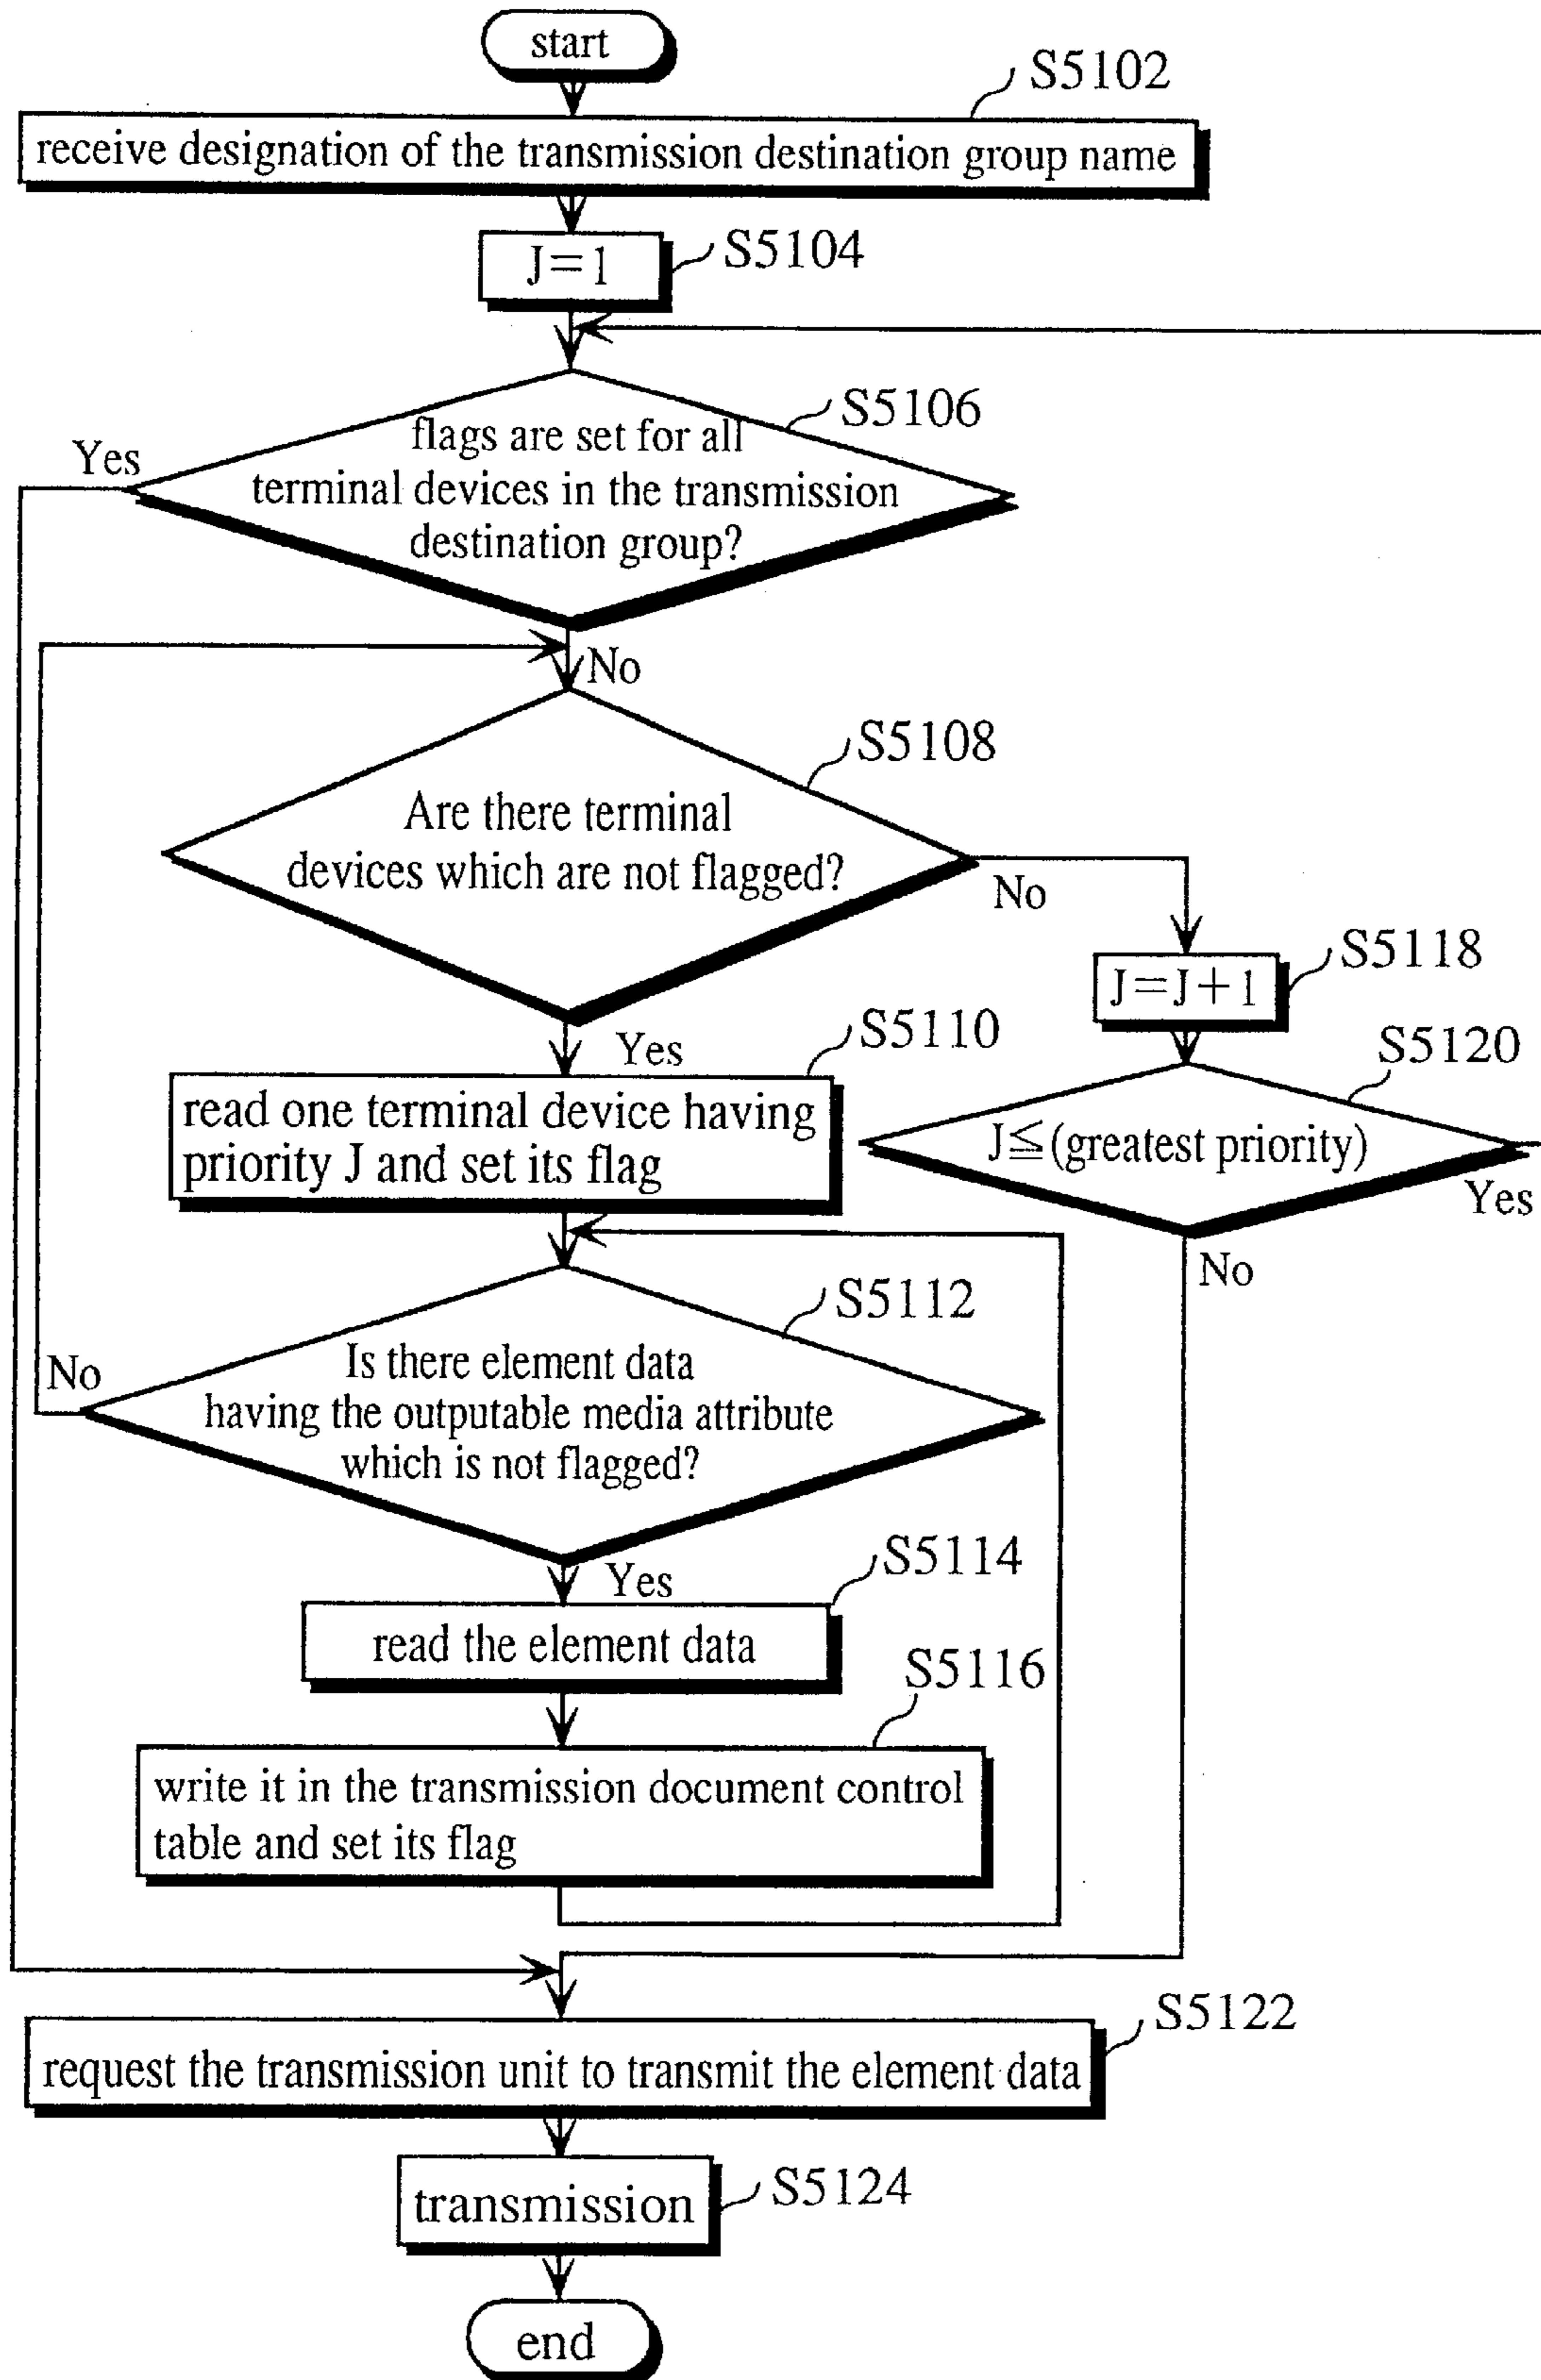 start
S5102
receive designation of the transmission destination group name
J=1
S5104
S5106
Yes
flags are set for all
terminal devices in the transmission
destination group?
No
S5108
Are there terminal
devices which are not flagged?
No
S5118
J=J+1
Yes
S5110
S5120
read one terminal device having
priority J and set its flag
J≦(greatest priority)
Yes
No
S5112
Is there element data
having the outputable media attribute
which is not flagged?
No
Yes
S5114
read the element data
S5116
write it in the transmission document control
table and set its flag
S5122
request the transmission unit to transmit the element data
transmission
S5124
end